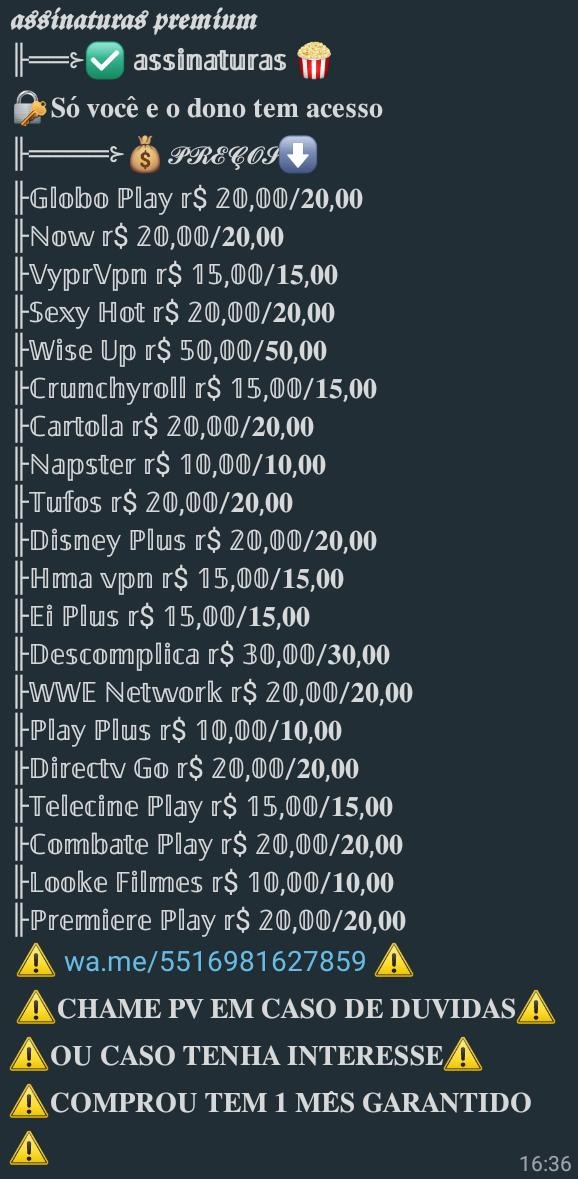 𝖆𝖘𝖘𝖎𝖓𝖆𝖙𝖚𝖗𝖆𝖘 𝖕𝖗𝖊𝖒𝖎𝖚𝖒
╟══⊱✅ 𝕒𝕤𝕤𝕚𝕟𝕒𝕥𝕦𝕣𝕒𝕤 🍿
🔐𝐒ó 𝐯𝐨𝐜ê 𝐞 𝐨 𝐝𝐨𝐧𝐨 𝐭𝐞𝐦 𝐚𝐜𝐞𝐬𝐬𝐨
╟════⊱💰 𝒫𝑅𝐸Ç𝒪𝒮⬇️
╟𝔾𝕝𝕠𝕓𝕠 ℙ𝕝𝕒𝕪 𝕣$ 𝟚𝟘,𝟘𝟘/𝟐𝟎,𝟎𝟎
╟ℕ𝕠𝕨 𝕣$ 𝟚𝟘,𝟘𝟘/𝟐𝟎,𝟎𝟎
╟𝕍𝕪𝕡𝕣𝕍𝕡𝕟 𝕣$ 𝟙𝟝,𝟘𝟘/𝟏𝟓,𝟎𝟎
╟𝕊𝕖𝕩𝕪 ℍ𝕠𝕥 𝕣$ 𝟚𝟘,𝟘𝟘/𝟐𝟎,𝟎𝟎
╟𝕎𝕚𝕤𝕖 𝕌𝕡 𝕣$ 𝟝𝟘,𝟘𝟘/𝟓𝟎,𝟎𝟎
╟ℂ𝕣𝕦𝕟𝕔𝕙𝕪𝕣𝕠𝕝𝕝 𝕣$ 𝟙𝟝,𝟘𝟘/𝟏𝟓,𝟎𝟎
╟ℂ𝕒𝕣𝕥𝕠𝕝𝕒 𝕣$ 𝟚𝟘,𝟘𝟘/𝟐𝟎,𝟎𝟎
╟ℕ𝕒𝕡𝕤𝕥𝕖𝕣 𝕣$ 𝟙𝟘,𝟘𝟘/𝟏𝟎,𝟎𝟎
╟𝕋𝕦𝕗𝕠𝕤 𝕣$ 𝟚𝟘,𝟘𝟘/𝟐𝟎,𝟎𝟎
╟𝔻𝕚𝕤𝕟𝕖𝕪 ℙ𝕝𝕦𝕤 𝕣$ 𝟚𝟘,𝟘𝟘/𝟐𝟎,𝟎𝟎
╟ℍ𝕞𝕒 𝕧𝕡𝕟 𝕣$ 𝟙𝟝,𝟘𝟘/𝟏𝟓,𝟎𝟎
╟𝔼𝕚 ℙ𝕝𝕦𝕤 𝕣$ 𝟙𝟝,𝟘𝟘/𝟏𝟓,𝟎𝟎
╟𝔻𝕖𝕤𝕔𝕠𝕞𝕡𝕝𝕚𝕔𝕒 𝕣$ 𝟛𝟘,𝟘𝟘/𝟑𝟎,𝟎𝟎
╟𝕎𝕎𝔼 ℕ𝕖𝕥𝕨𝕠𝕣𝕜 𝕣$ 𝟚𝟘,𝟘𝟘/𝟐𝟎,𝟎𝟎
╟ℙ𝕝𝕒𝕪 ℙ𝕝𝕦𝕤 𝕣$ 𝟙𝟘,𝟘𝟘/𝟏𝟎,𝟎𝟎
╟𝔻𝕚𝕣𝕖𝕔𝕥𝕧 𝔾𝕠 𝕣$ 𝟚𝟘,𝟘𝟘/𝟐𝟎,𝟎𝟎
╟𝕋𝕖𝕝𝕖𝕔𝕚𝕟𝕖 ℙ𝕝𝕒𝕪 𝕣$ 𝟙𝟝,𝟘𝟘/𝟏𝟓,𝟎𝟎
╟ℂ𝕠𝕞𝕓𝕒𝕥𝕖 ℙ𝕝𝕒𝕪 𝕣$ 𝟚𝟘,𝟘𝟘/𝟐𝟎,𝟎𝟎
╟𝕃𝕠𝕠𝕜𝕖 𝔽𝕚𝕝𝕞𝕖𝕤 𝕣$ 𝟙𝟘,𝟘𝟘/𝟏𝟎,𝟎𝟎
╟ℙ𝕣𝕖𝕞𝕚𝕖𝕣𝕖 ℙ𝕝𝕒𝕪 𝕣$ 𝟚𝟘,𝟘𝟘/𝟐𝟎,𝟎𝟎
⚠️ wa.me/5516981627859 ⚠️
⚠️𝐂𝐇𝐀𝐌𝐄 𝐏𝐕 𝐄𝐌 𝐂𝐀𝐒𝐎 𝐃𝐄 𝐃𝐔𝐕𝐈𝐃𝐀𝐒⚠️
⚠️𝐎𝐔 𝐂𝐀𝐒𝐎 𝐓𝐄𝐍𝐇𝐀 𝐈𝐍𝐓𝐄𝐑𝐄𝐒𝐒𝐄⚠️
⚠️𝐂𝐎𝐌𝐏𝐑𝐎𝐔 𝐓𝐄𝐌 𝟏 𝐌Ê𝐒 𝐆𝐀𝐑𝐀𝐍𝐓𝐈𝐃𝐎
⚠️
16:36